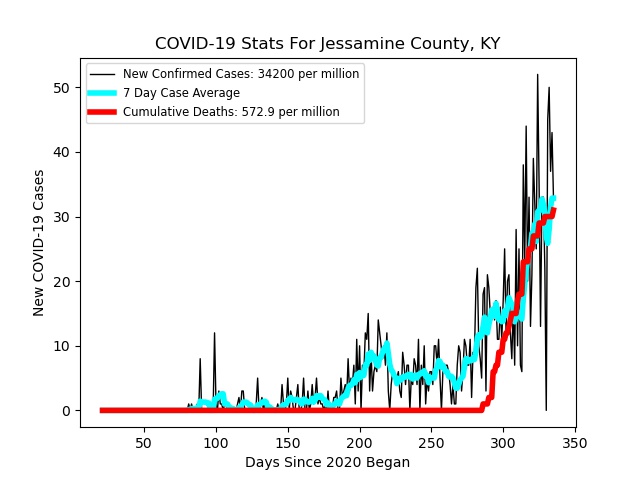 COVID-19 Stats For Jessamine County, KY
New Confirmed Cases: 34200 per million
7 Day Case Average
Cumulative Deaths: 572.9 per million
New COVID-19 Cases
50
40
30
20
10
0
50 100 150 200 250 300 350
Days Since 2020 Began